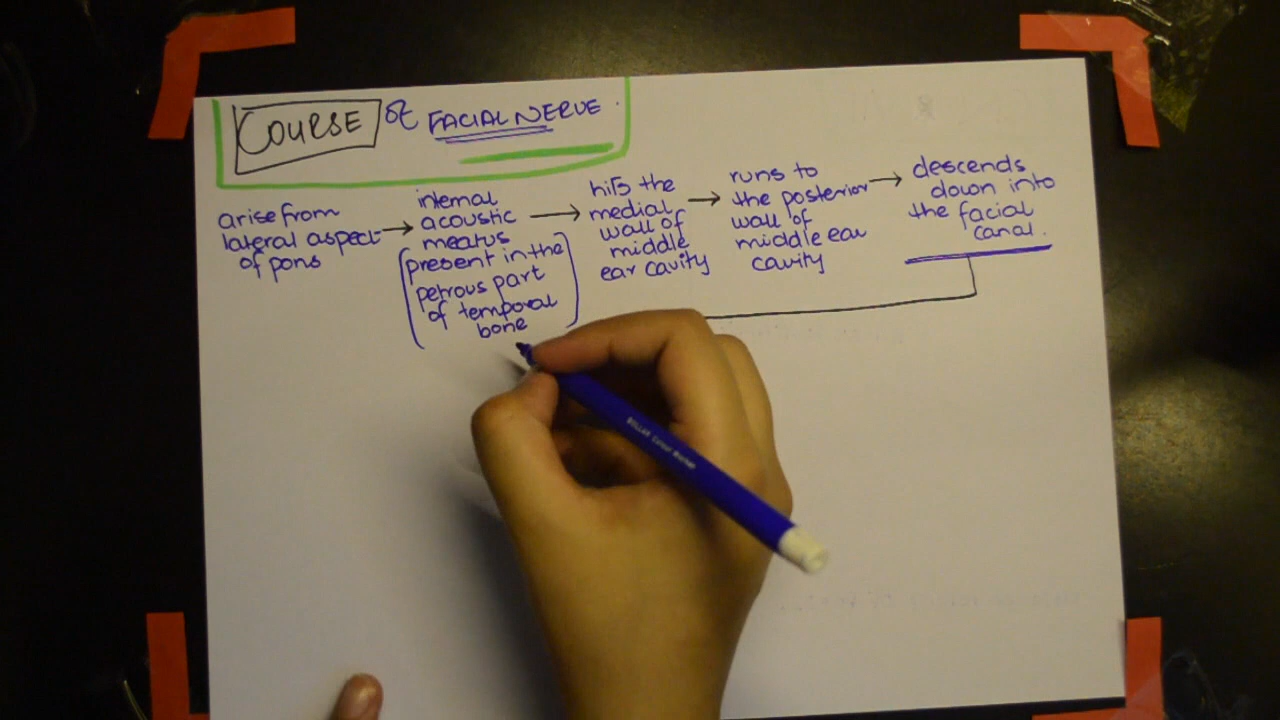 COURSE of FACIAL NERVE.
arise from
lateral aspect
of pons
internal
acoustic
meatus
(present in the
petrous part
of temporal
bone)
hits the
medial
wall of
middle
ear cavity
runs to
the posterior
wall of
middle ear
cavity
descends
down into
the facial
canal.